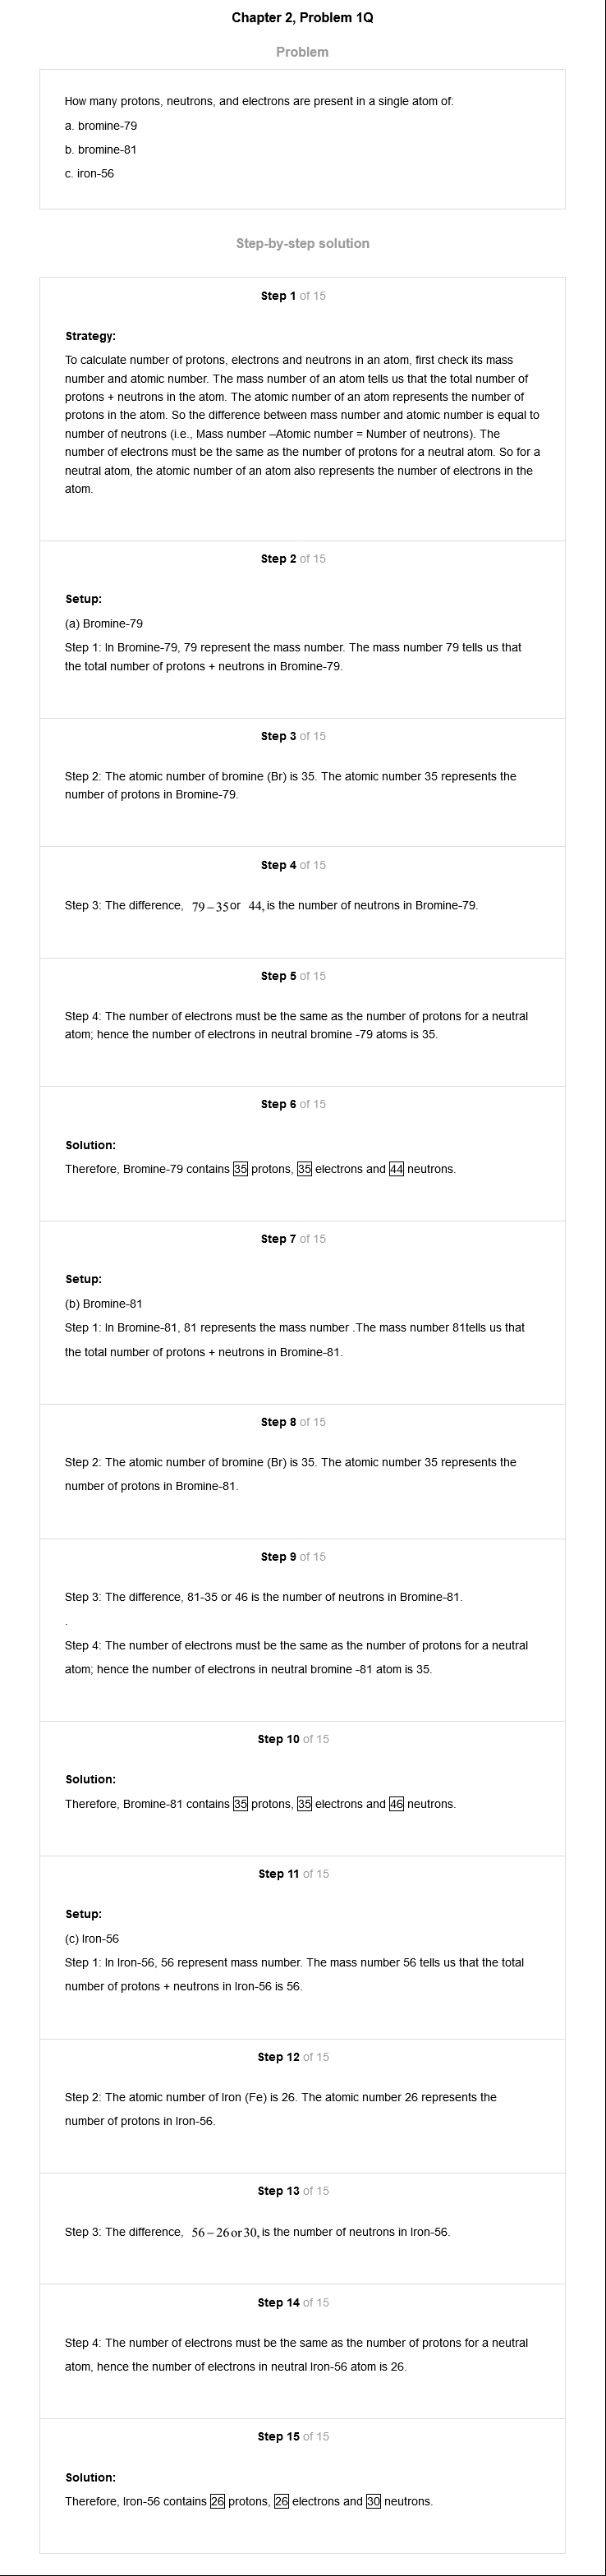 Chapter 2, Problem 1Q
Problem
How many protons, neutrons, and electrons are present in a single atom of:
a. bromine-79
b. bromine-81
c. iron-56
Step-by-step solution
Step 1 of 15
Strategy:
To calculate number of protons, electrons and neutrons in an atom, first check its mass
number and atomic number. The mass number of an atom tells us that the total number of
protons + neutrons in the atom. The atomic number of an atom represents the number of
protons in the atom. So the difference between mass number and atomic number is equal to
number of neutrons (i.e., Mass number –Atomic number = Number of neutrons). The
number of electrons must be the same as the number of protons for a neutral atom. So for a
neutral atom, the atomic number of an atom also represents the number of electrons in the
atom.
Step 2 of 15
Setup:
(a) Bromine-79
Step 1: In Bromine-79, 79 represent the mass number. The mass number 79 tells us that
the total number of protons + neutrons in Bromine-79.
Step 3 of 15
Step 2: The atomic number of bromine (Br) is 35. The atomic number 35 represents the
number of protons in Bromine-79.
Step 4 of 15
Step 3: The difference, 79 – 35 or 44, is the number of neutrons in Bromine-79.
Step 5 of 15
Step 4: The number of electrons must be the same as the number of protons for a neutral
atom; hence the number of electrons in neutral bromine -79 atoms is 35.
Step 6 of 15
Solution:
Therefore, Bromine-79 contains 35 protons, 35 electrons and 44 neutrons.
Step 7 of 15
Setup:
(b) Bromine-81
Step 1: In Bromine-81, 81 represents the mass number .The mass number 81tells us that
the total number of protons + neutrons in Bromine-81.
Step 8 of 15
Step 2: The atomic number of bromine (Br) is 35. The atomic number 35 represents the
number of protons in Bromine-81.
Step 9 of 15
Step 3: The difference, 81-35 or 46 is the number of neutrons in Bromine-81.
.
Step 4: The number of electrons must be the same as the number of protons for a neutral
atom; hence the number of electrons in neutral bromine -81 atom is 35.
Step 10 of 15
Solution:
Therefore, Bromine-81 contains 35 protons, 35 electrons and 46 neutrons.
Step 11 of 15
Setup:
(c) Iron-56
Step 1: In Iron-56, 56 represent mass number. The mass number 56 tells us that the total
number of protons + neutrons in Iron-56 is 56.
Step 12 of 15
Step 2: The atomic number of Iron (Fe) is 26. The atomic number 26 represents the
number of protons in Iron-56.
Step 13 of 15
Step 3: The difference, 56 – 26 or 30, is the number of neutrons in Iron-56.
Step 14 of 15
Step 4: The number of electrons must be the same as the number of protons for a neutral
atom, hence the number of electrons in neutral Iron-56 atom is 26.
Step 15 of 15
Solution:
Therefore, Iron-56 contains 26 protons, 26 electrons and 30 neutrons.